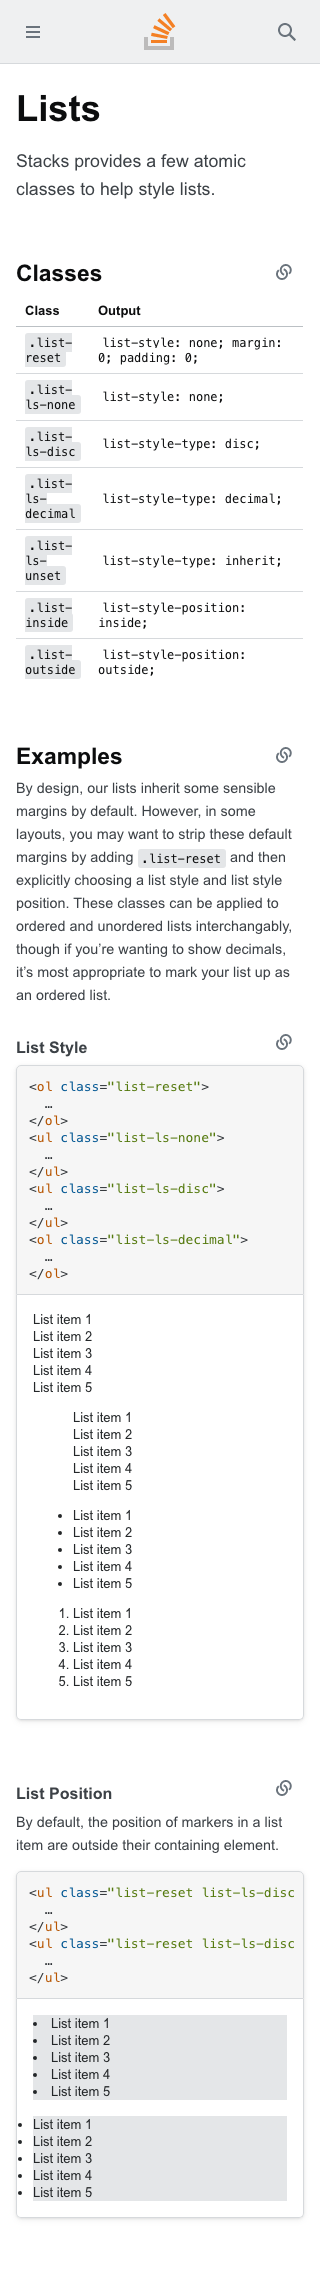 Lists
Stacks provides a few atomic
classes to help style lists.
Classes
Class Output
.list-
reset
list-style: none; margin:
0; padding: 0;
.list-
ls-none
list-style: none;
.list-
ls-disc
list-style-type: disc;
.list-
ls-
decimal
list-style-type: decimal;
.list-
ls-
unset
list-style-type: inherit;
.list-
inside
list-style-position:
inside;
.list-
outside
list-style-position:
outside;
Examples
By design, our lists inherit some sensible
margins by default. However, in some
layouts, you may want to strip these default
margins by adding .list-reset and then
explicitly choosing a list style and list style
position. These classes can be applied to
ordered and unordered lists interchangably,
though if you’re wanting to show decimals,
it’s most appropriate to mark your list up as
an ordered list.
List Style
<ol class="list-reset">
…
</ol>
<ul class="list-ls-none">
…
</ul>
<ul class="list-ls-disc">
…
</ul>
<ol class="list-ls-decimal">
…
</ol>
List item 1
List item 2
List item 3
List item 4
List item 5
List item 1
List item 2
List item 3
List item 4
List item 5
• List item 1
• List item 2
• List item 3
• List item 4
• List item 5
1. List item 1
2. List item 2
3. List item 3
4. List item 4
5. List item 5
List Position
By default, the position of markers in a list
item are outside their containing element.
<ul class="list-reset list-ls-disc
…
</ul>
<ul class="list-reset list-ls-disc
…
</ul>
• List item 1
• List item 2
• List item 3
• List item 4
• List item 5
• List item 1
• List item 2
• List item 3
• List item 4
• List item 5